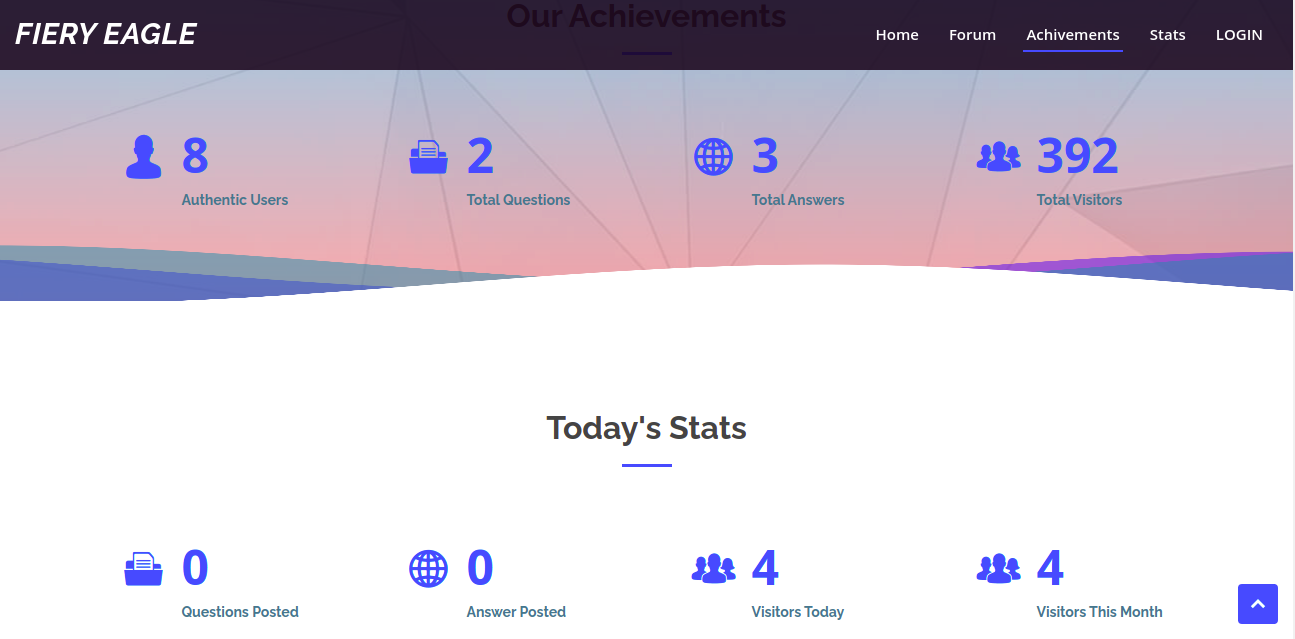 Our Achievements
FIERY EAGLE
Home Forum Achivements Stats LOGIN
8 2 3 392
Authentic Users Total Questions Total Answers Total Visitors
Today's Stats
0 0 4 4
Questions Posted Answer Posted Visitors Today Visitors This Month